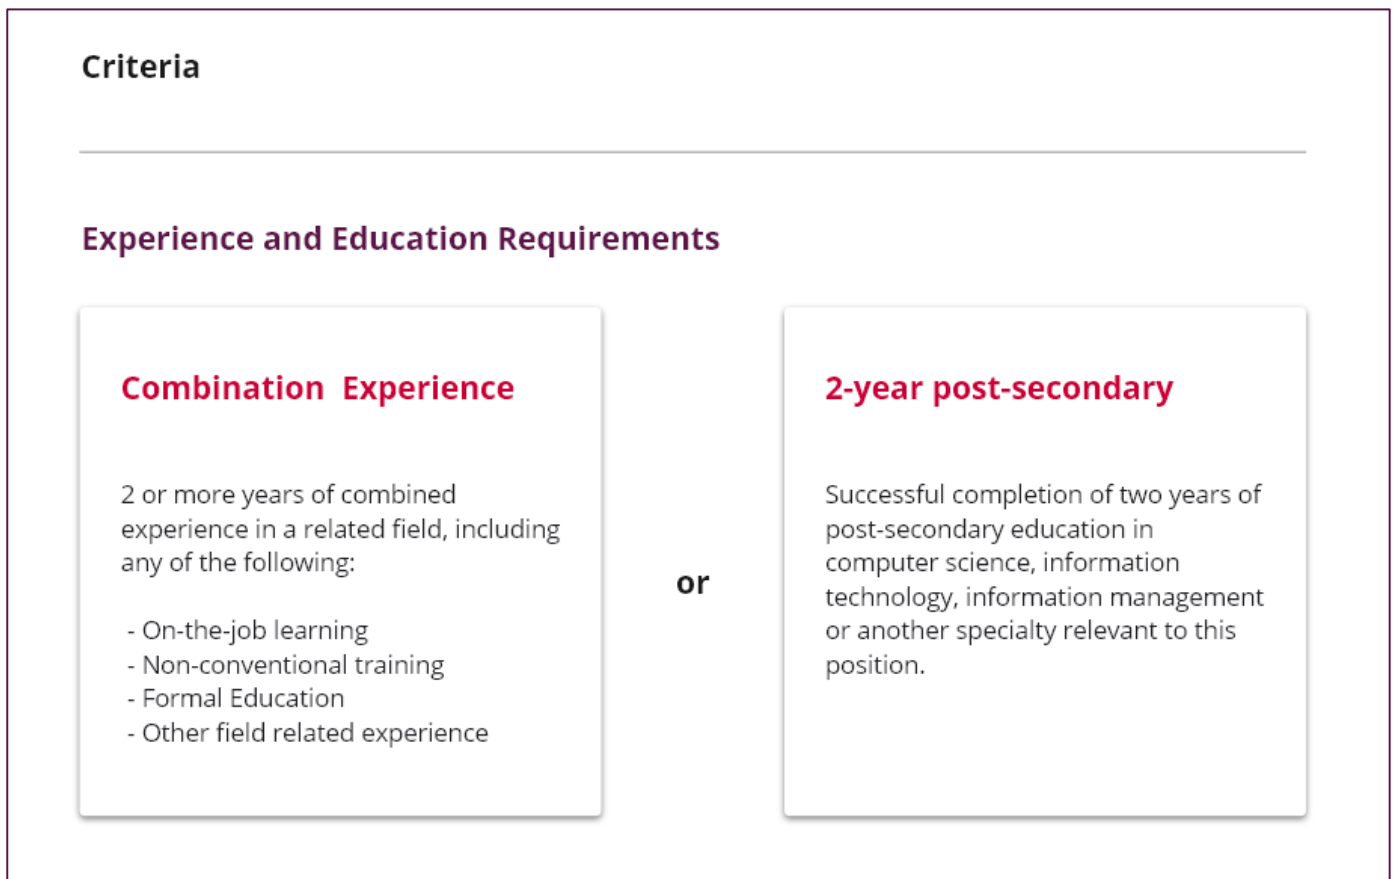 Criteria
Experience and Education Requirements
Combination  Experience
2 or more years of combined
experience in a related field, including
any of the following:
- On-the-job learning
- Non-conventional training
- Formal Education
- Other field related experience
or
2-year post-secondary
Successful completion of two years of
post-secondary education in
computer science, information
technology, information management
or another specialty relevant to this
position.